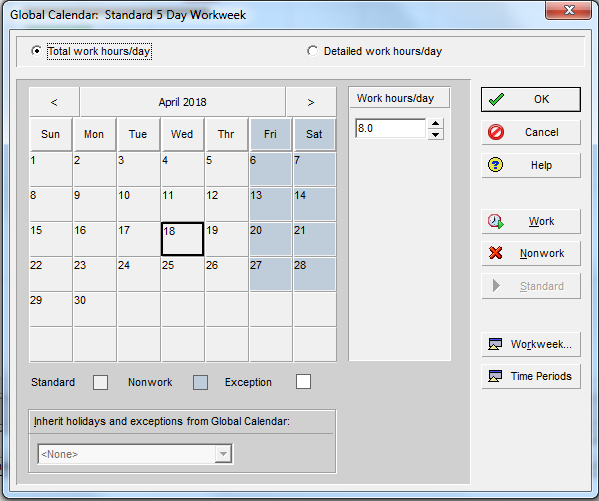 Global Calendar: Standard 5 Day Workweek
Total work hours/day
Detailed work hours/day
< April 2018 >
Sun Mon Tue Wed Thr Fri Sat
1 2 3 4 5 6 7
8 9 10 11 12 13 14
15 16 17 18 19 20 21
22 23 24 25 26 27 28
29 30
Standard Nonwork Exception
Inherit holidays and exceptions from Global Calendar:
<None>
Work hours/day
8.0
OK
Cancel
Help
Work
Nonwork
Standard
Workweek...
Time Periods